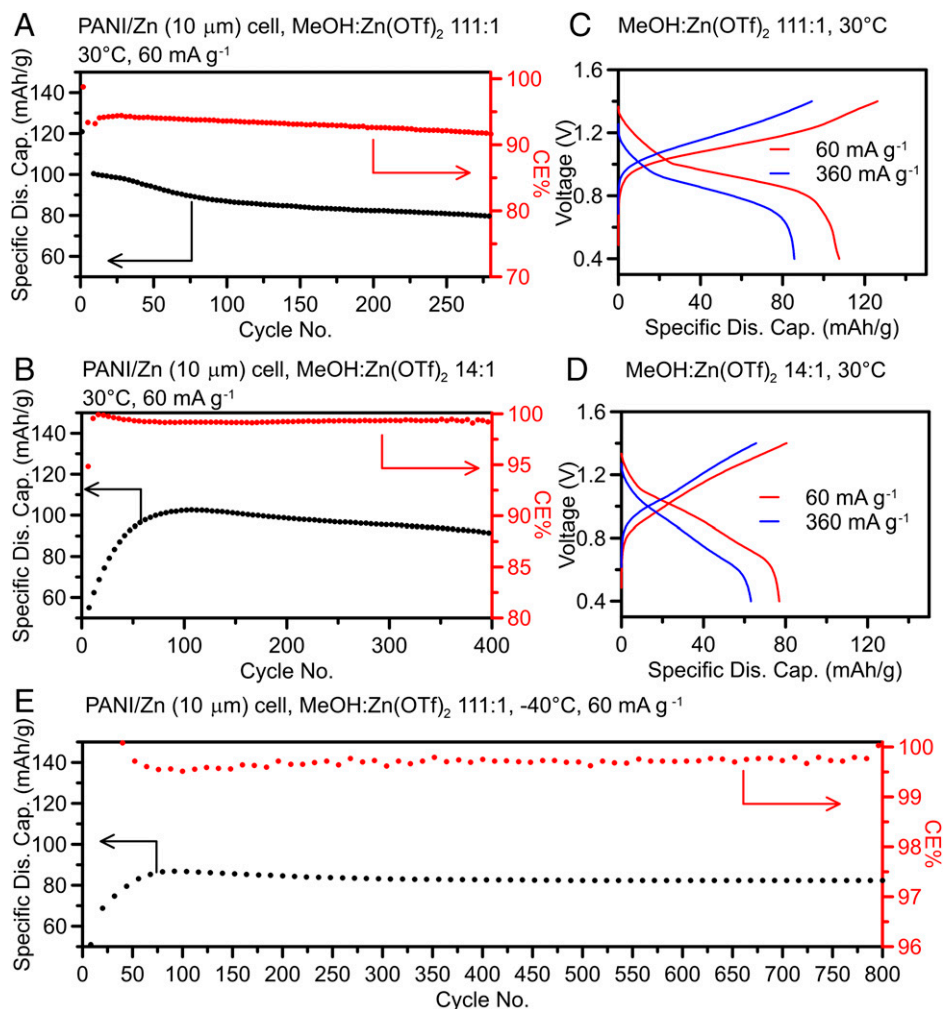 A
PANI/Zn (10 μm) cell, MeOH:Zn(OTf)₂ 111:1
30°C, 60 mA g⁻¹
140
120
100
80
60
Specific Dis. Cap. (mAh/g)
100
90
80
70
CE%
0 50 100 150 200 250
Cycle No.
C
MeOH:Zn(OTf)₂ 111:1, 30°C
1.6
1.2
0.8
0.4
Voltage (V)
60 mA g⁻¹
360 mA g⁻¹
0 40 80 120
Specific Dis. Cap. (mAh/g)
B
PANI/Zn (10 μm) cell, MeOH:Zn(OTf)₂ 14:1
30°C, 60 mA g⁻¹
140
120
100
80
60
Specific Dis. Cap. (mAh/g)
100
95
90
85
80
CE%
0 100 200 300 400
Cycle No.
D
MeOH:Zn(OTf)₂ 14:1, 30°C
1.6
1.2
0.8
0.4
Voltage (V)
60 mA g⁻¹
360 mA g⁻¹
0 40 80 120
Specific Dis. Cap. (mAh/g)
E
PANI/Zn (10 μm) cell, MeOH:Zn(OTf)₂ 111:1, -40°C, 60 mA g⁻¹
140
120
100
80
60
Specific Dis. Cap. (mAh/g)
100
99
98
97
96
CE%
0 50 100 150 200 250 300 350 400 450 500 550 600 650 700 750 800
Cycle No.